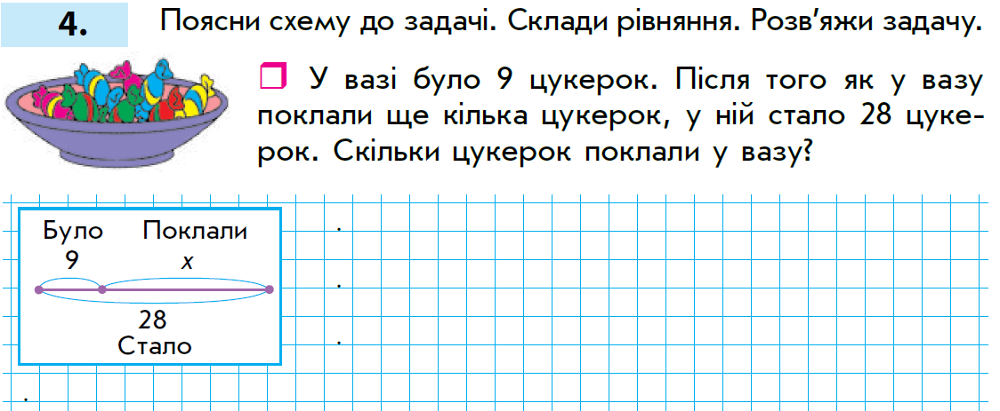 4. Поясни схему до задачі. Склади рівняння. Розв’яжи задачу.
❒ У вазі було 9 цукерок. Після того як у вазу
поклали ще кілька цукерок, у ній стало 28 цуке-
рок. Скільки цукерок поклали у вазу?
Було Поклали
9 x
28
Стало